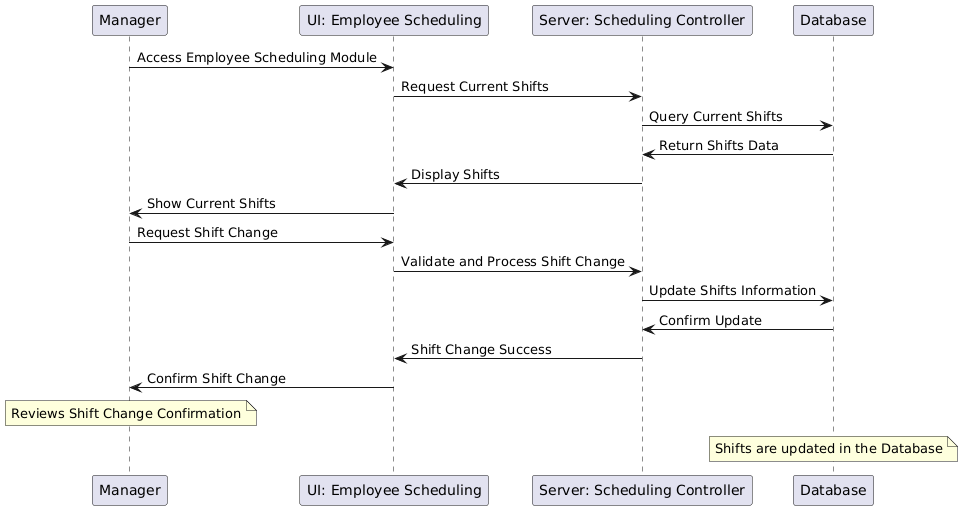 Manager
UI: Employee Scheduling
Server: Scheduling Controller
Database
Access Employee Scheduling Module
Request Current Shifts
Query Current Shifts
Return Shifts Data
Display Shifts
Show Current Shifts
Request Shift Change
Validate and Process Shift Change
Update Shifts Information
Confirm Update
Shift Change Success
Confirm Shift Change
Reviews Shift Change Confirmation
Shifts are updated in the Database
Manager
UI: Employee Scheduling
Server: Scheduling Controller
Database